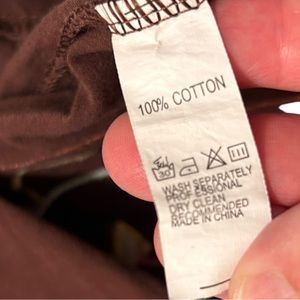 100% COTTON
30
WASH SEPARATELY
PROFESSIONAL
DRY CLEAN
RECOMMENDED
MADE IN CHINA